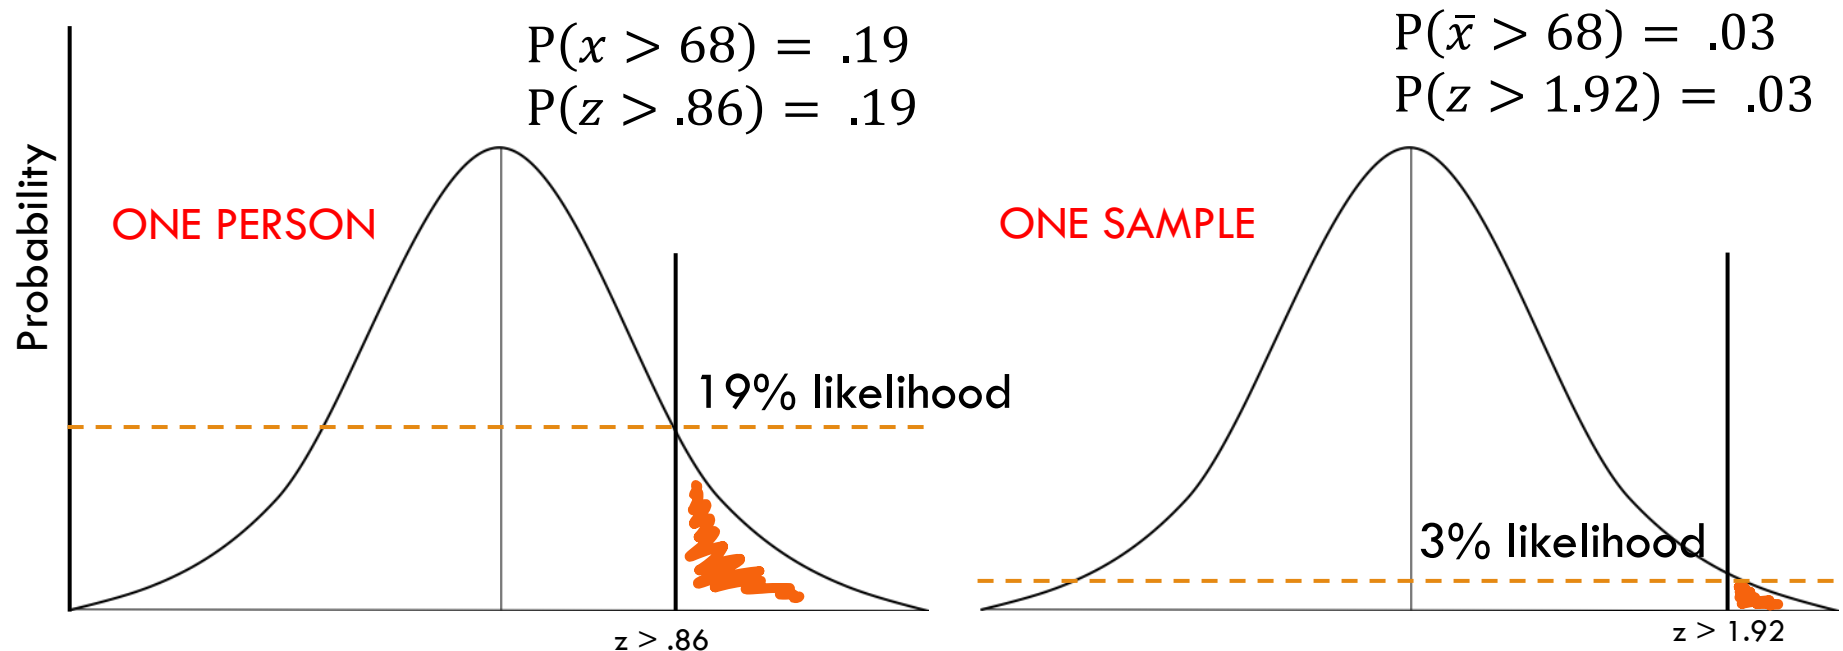 P(x > 68) = .19
P(z > .86) = .19
ONE PERSON
Probability
19% likelihood
z > .86
P(x̄ > 68) = .03
P(z > 1.92) = .03
ONE SAMPLE
3% likelihood
z > 1.92